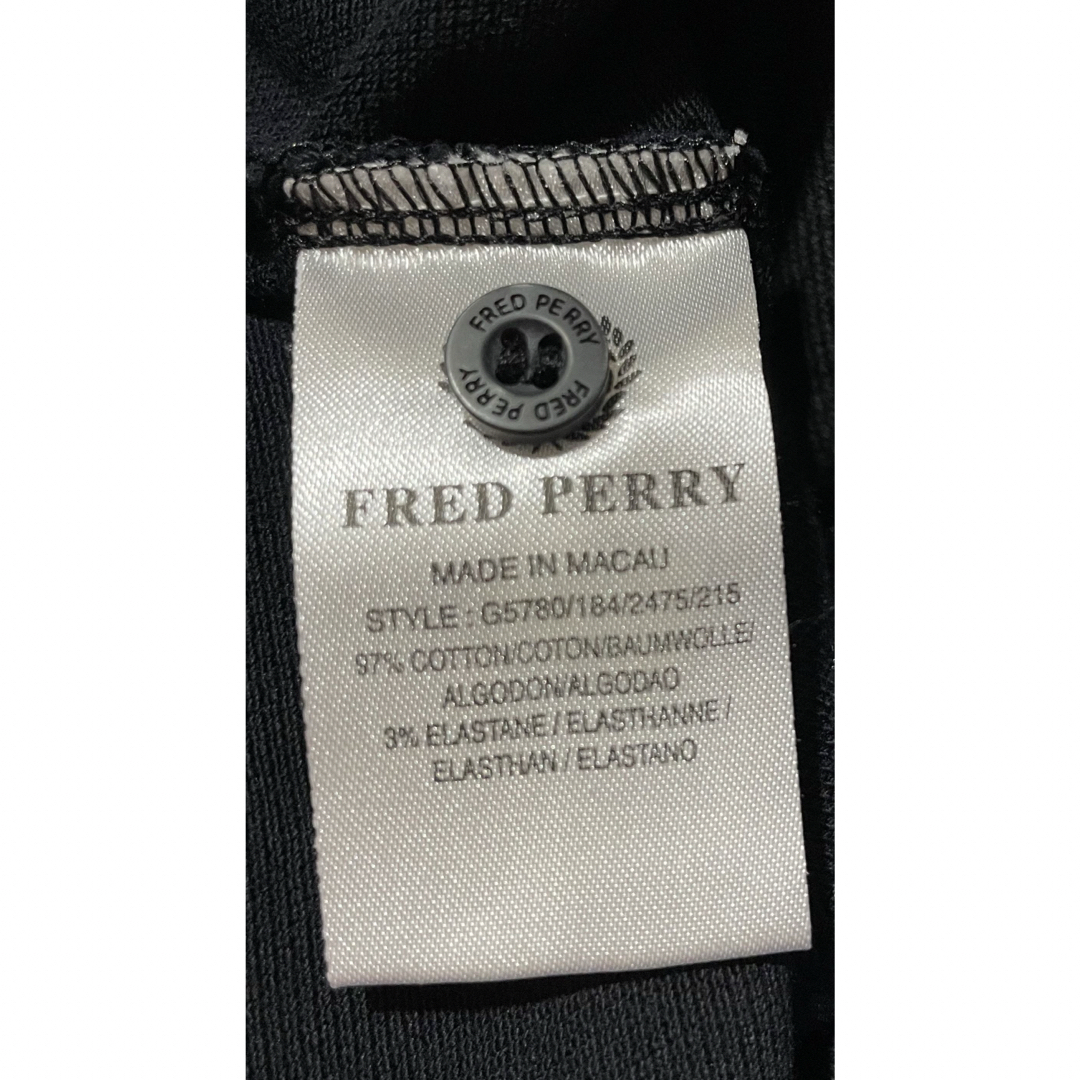 FRED PERRY
FRED PERRY
FRED PERRY
MADE IN MACAU
STYLE : G5780/184/2475/215
97% COTTON/COTON/BAUMWOLLE/
ALGODON/ALGODAO
3% ELASTANE / ELASTHANNE /
ELASTHAN / ELASTANO